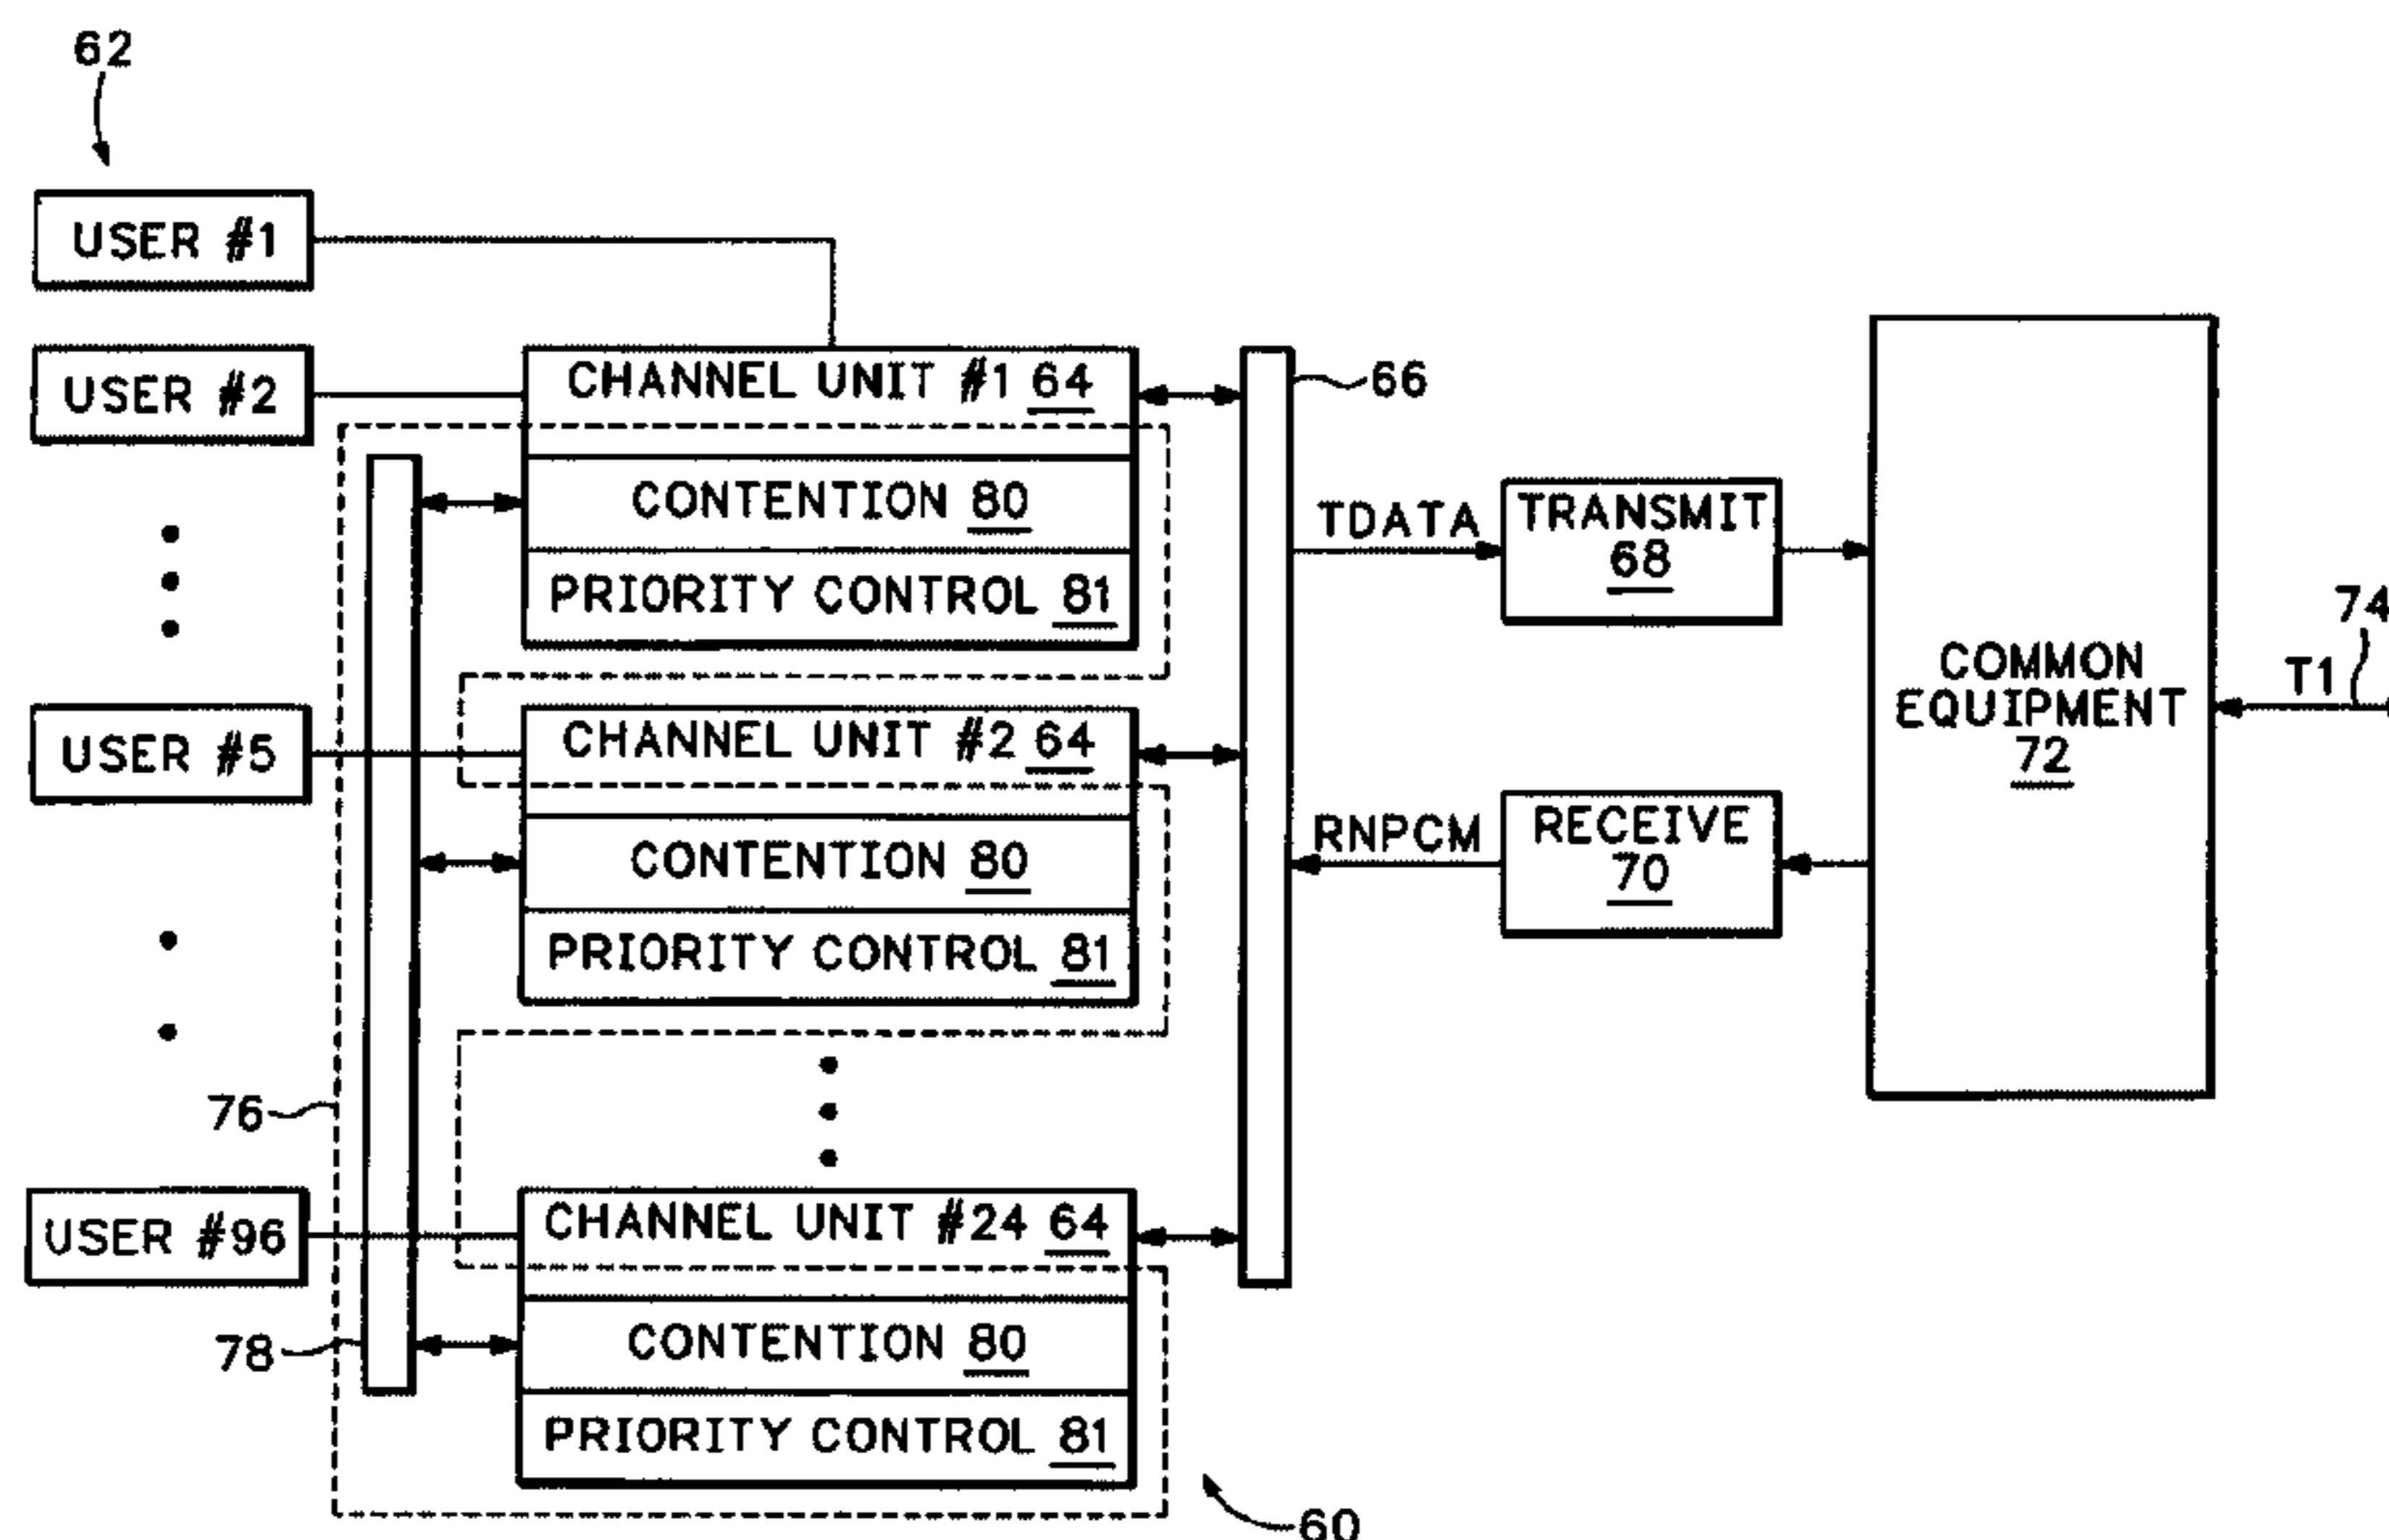 62
USER #1
USER #2
CHANNEL UNIT #1 64
66
CONTENTION 80
TDATA
TRANSMIT
68
PRIORITY CONTROL 81
74
COMMON
EQUIPMENT
72
T1
USER #5
CHANNEL UNIT #2 64
RNPCM
RECEIVE
70
CONTENTION 80
PRIORITY CONTROL 81
76
USER #96
CHANNEL UNIT #24 64
78
CONTENTION 80
PRIORITY CONTROL 81
60